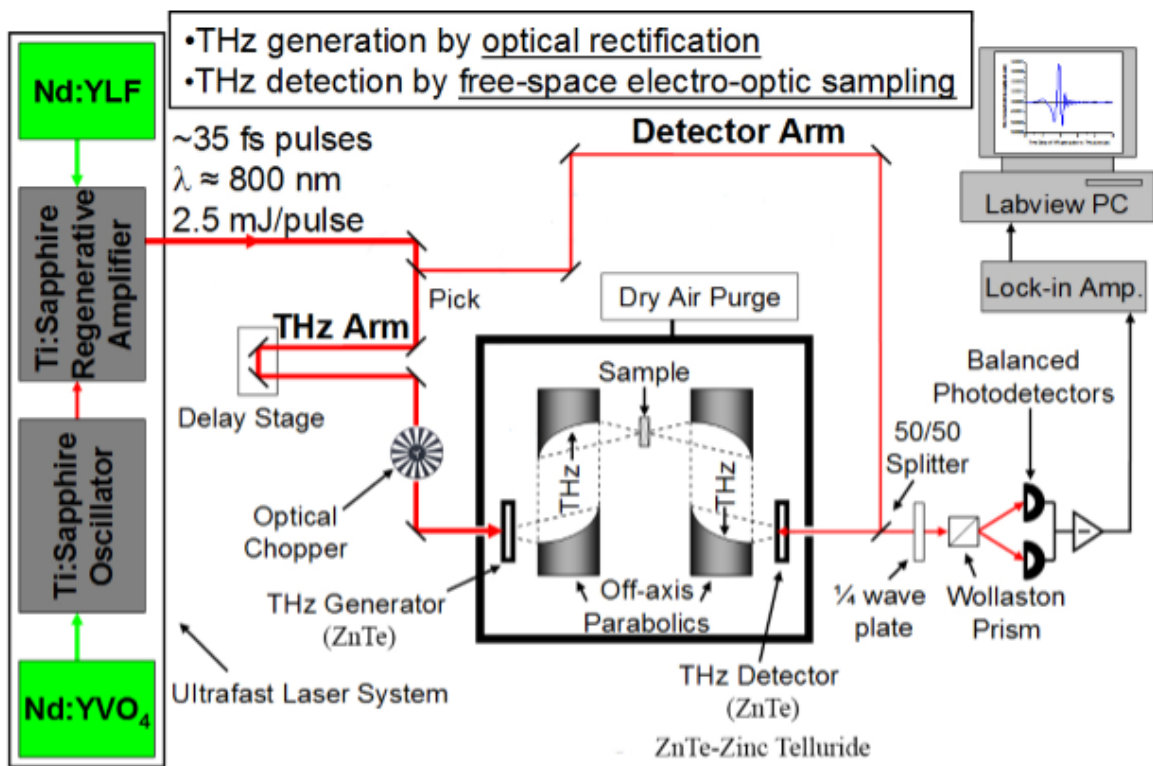 •THz generation by optical rectification
•THz detection by free-space electro-optic sampling
Nd:YLF
~35 fs pulses
λ ≈ 800 nm
2.5 mJ/pulse
Ti:Sapphire
Regenerative
Amplifier
Ti:Sapphire
Oscillator
Nd:YVO4
Ultrafast Laser System
Detector Arm
Pick
THz Arm
Delay Stage
Optical
Chopper
THz Generator
(ZnTe)
Dry Air Purge
Sample
THz
THz
Off-axis
Parabolics
THz Detector
(ZnTe)
ZnTe-Zinc Telluride
50/50
Splitter
¼ wave
plate
Wollaston
Prism
Balanced
Photodetectors
Lock-in Amp.
Labview PC